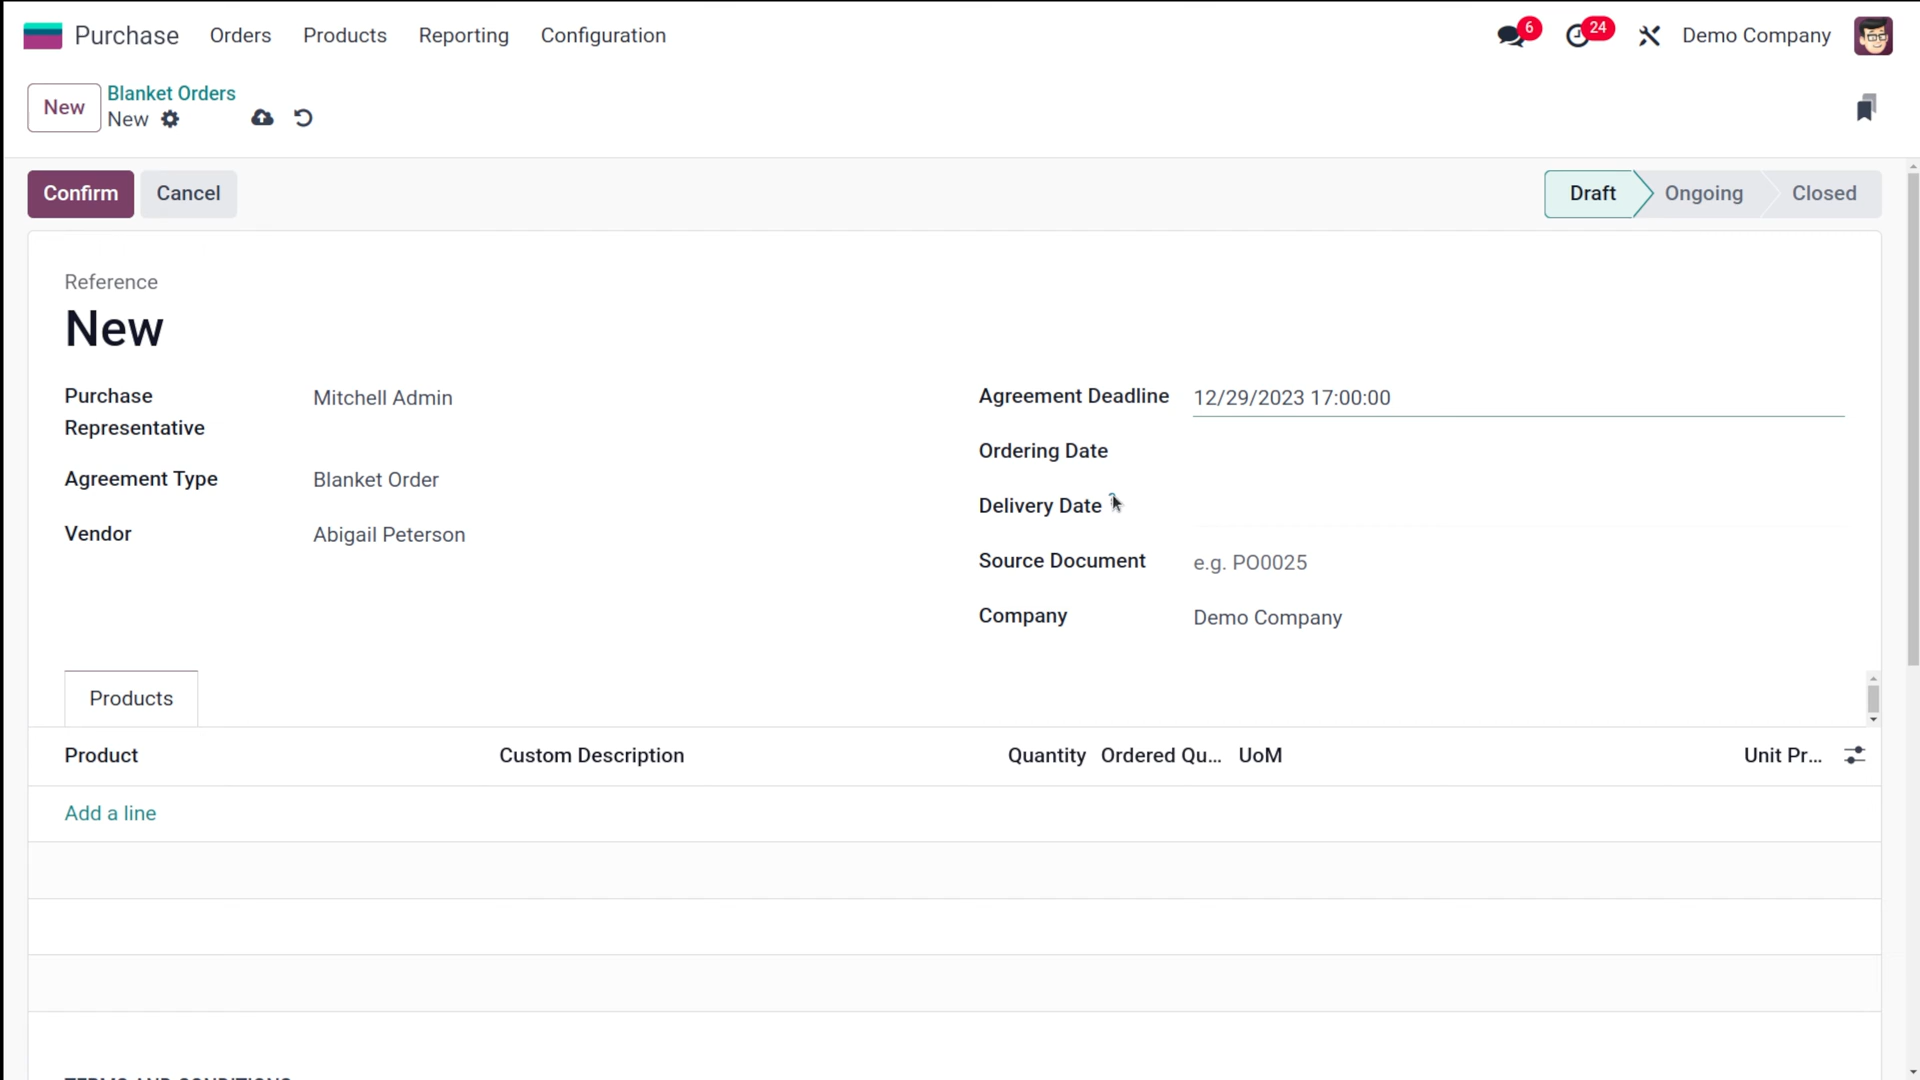 Purchase Orders Products Reporting Configuration 6 24 Demo Company
New Blanket Orders
New
Confirm Cancel Draft Ongoing Closed
Reference
New
Purchase Representative Mitchell Admin
Agreement Type Blanket Order
Vendor Abigail Peterson
Agreement Deadline 12/29/2023 17:00:00
Ordering Date
Delivery Date
Source Document e.g. PO0025
Company Demo Company
Products
Product Custom Description Quantity Ordered Qu... UoM Unit Pr...
Add a line
TERMS AND CONDITIONS